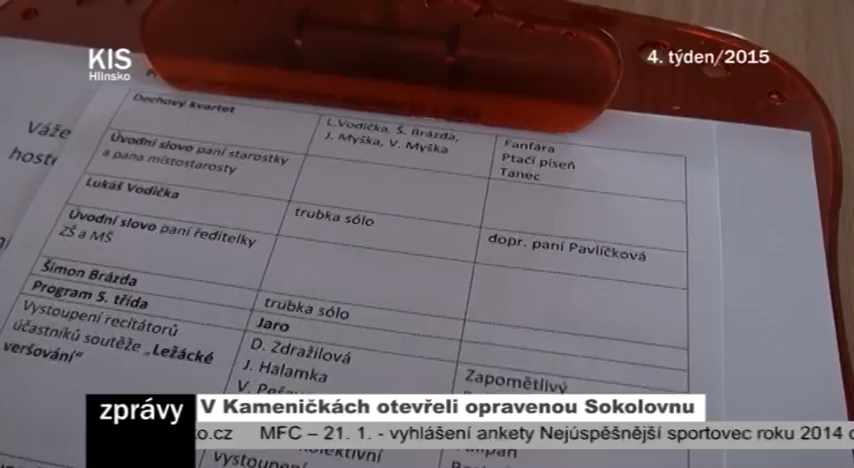 KIS
Hlinsko
4. týden/2015
Váže
host
Dechový kvartet
L.Vodička, Š. Brázda,
J. Myška, V. Myška
Fanfára
Ptačí píseň
Tanec
Úvodní slovo paní starostky
a pana místostarosty
Lukáš Vodička
trubka sólo
dopr. paní Pavlíčková
Úvodní slovo paní ředitelky
ZŠ a MŠ
Šimon Brázda
trubka sólo
Program 5. třída
Jaro
Vystoupení recitátorů
účastníků soutěže „Ležácké
veršování“
D. Zdražilová
J. Halamka
Zapomětlivý
zprávy
V Kameničkách otevřeli opravenou Sokolovnu
ko.cz MFC – 21. 1. - vyhlášení ankety Nejúspěšnější sportovec roku 2014